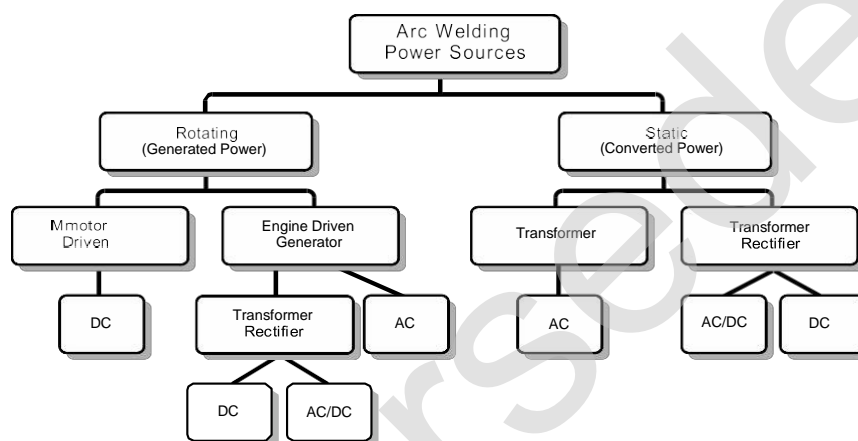 Arc Welding
Power Sources
Rotating
(Generated Power)
Static
(Converted Power)
Mmotor
Driven
Engine Driven
Generator
Transformer
Transformer
Rectifier
DC
Transformer
Rectifier
AC
AC
AC/DC
DC
DC
AC/DC